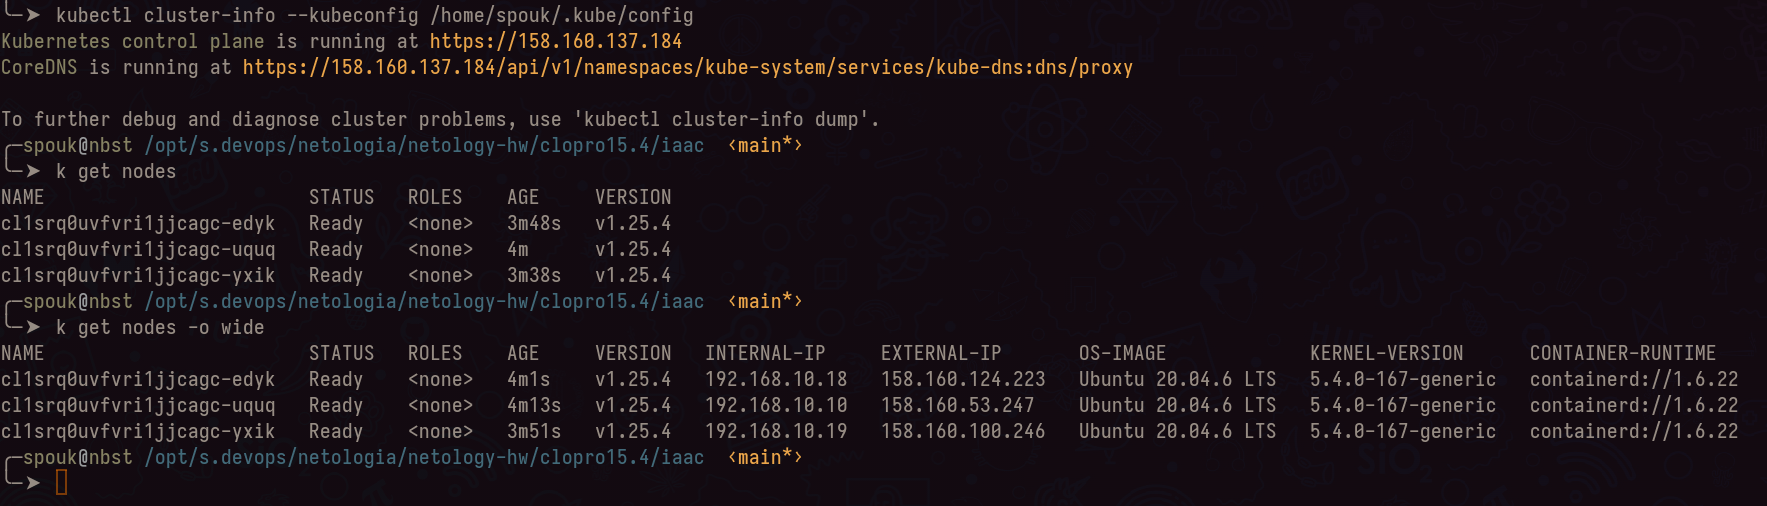 ╰─➤ kubectl cluster-info --kubeconfig /home/spouk/.kube/config
Kubernetes control plane is running at https://158.160.137.184
CoreDNS is running at https://158.160.137.184/api/v1/namespaces/kube-system/services/kube-dns:dns/proxy

To further debug and diagnose cluster problems, use 'kubectl cluster-info dump'.
╭─spouk@nbst /opt/s.devops/netologia/netology-hw/clopro15.4/iaac ‹main*›
╰─➤ k get nodes
NAME STATUS ROLES AGE VERSION
cl1srq0uvfvri1jjcagc-edyk Ready <none> 3m48s v1.25.4
cl1srq0uvfvri1jjcagc-uquq Ready <none> 4m v1.25.4
cl1srq0uvfvri1jjcagc-yxik Ready <none> 3m38s v1.25.4
╭─spouk@nbst /opt/s.devops/netologia/netology-hw/clopro15.4/iaac ‹main*›
╰─➤ k get nodes -o wide
NAME STATUS ROLES AGE VERSION INTERNAL-IP EXTERNAL-IP OS-IMAGE KERNEL-VERSION CONTAINER-RUNTIME
cl1srq0uvfvri1jjcagc-edyk Ready <none> 4m1s v1.25.4 192.168.10.18 158.160.124.223 Ubuntu 20.04.6 LTS 5.4.0-167-generic containerd://1.6.22
cl1srq0uvfvri1jjcagc-uquq Ready <none> 4m13s v1.25.4 192.168.10.10 158.160.53.247 Ubuntu 20.04.6 LTS 5.4.0-167-generic containerd://1.6.22
cl1srq0uvfvri1jjcagc-yxik Ready <none> 3m51s v1.25.4 192.168.10.19 158.160.100.246 Ubuntu 20.04.6 LTS 5.4.0-167-generic containerd://1.6.22
╭─spouk@nbst /opt/s.devops/netologia/netology-hw/clopro15.4/iaac ‹main*›
╰─➤